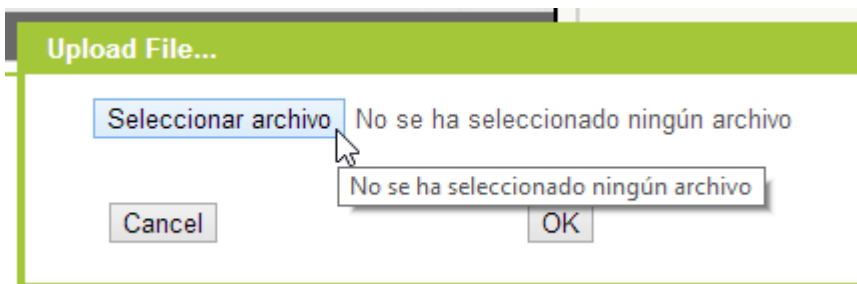 Upload File...
Seleccionar archivo No se ha seleccionado ningún archivo
No se ha seleccionado ningún archivo
Cancel OK